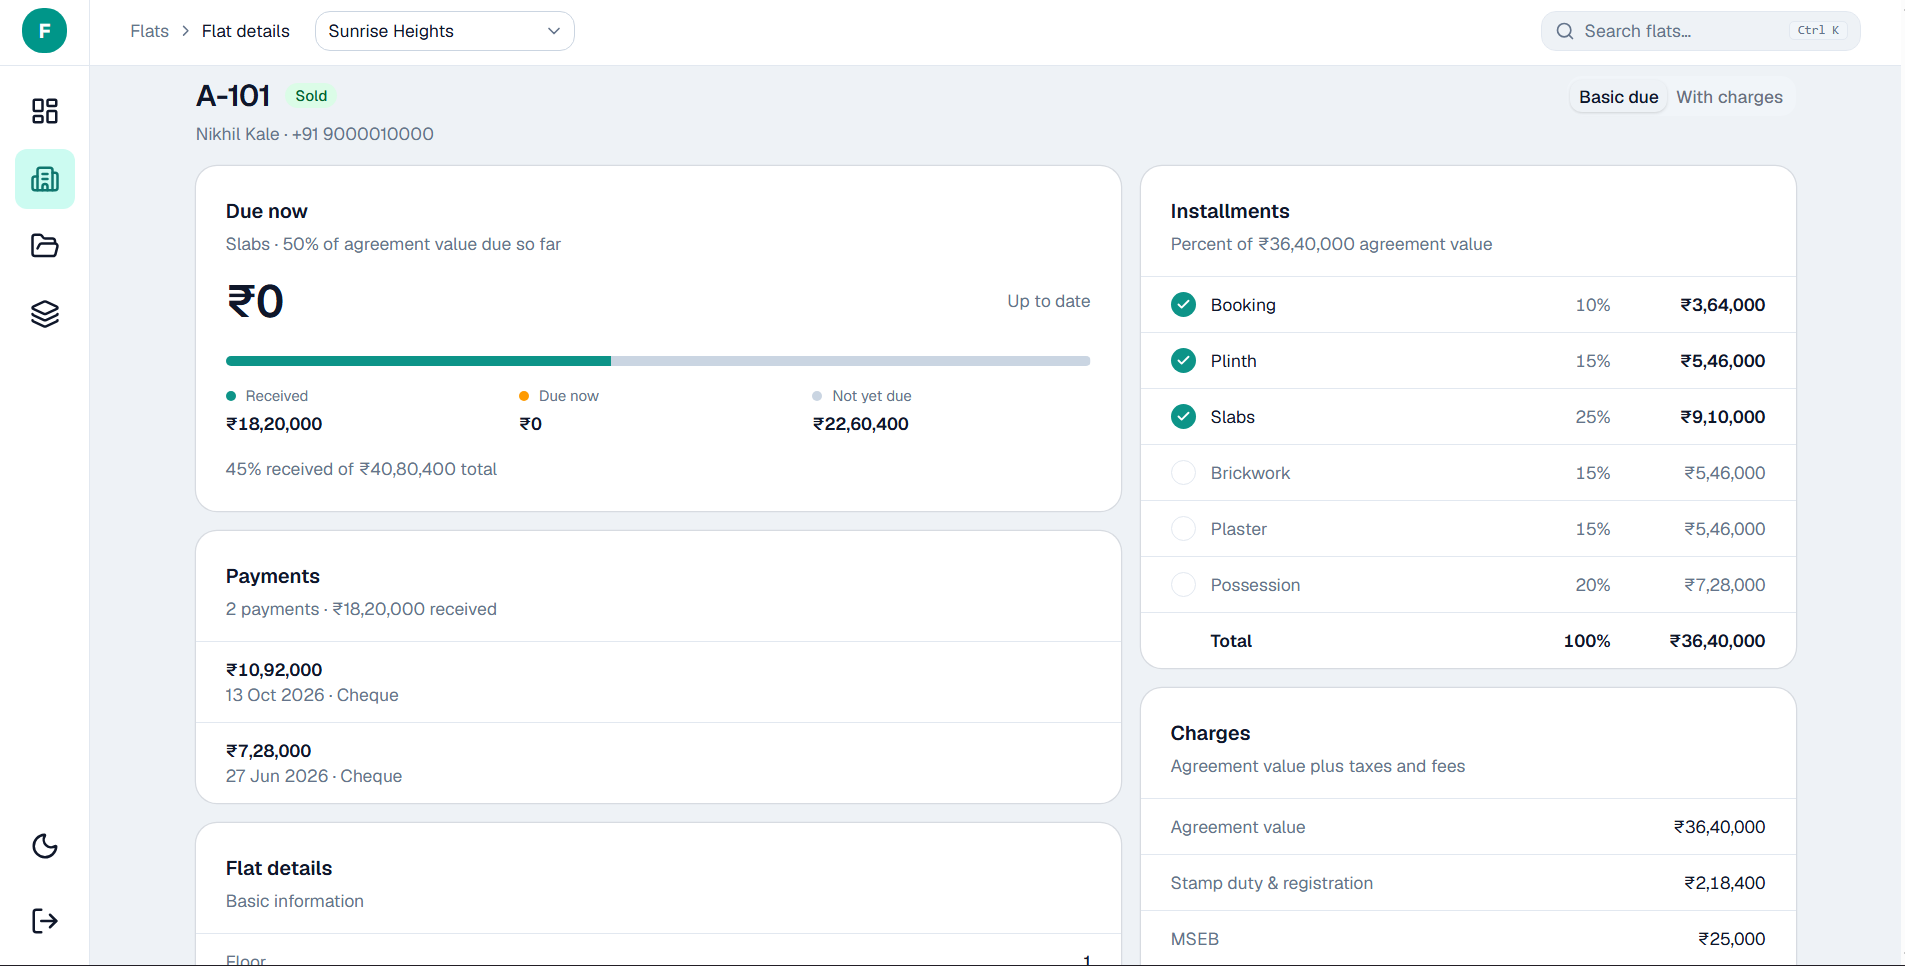 F
Flats > Flat details
Sunrise Heights
Search flats...
Ctrl K
A-101
Sold
Nikhil Kale · +91 9000010000
Basic due
With charges
Due now
Slabs · 50% of agreement value due so far
₹0
Up to date
Received
₹18,20,000
Due now
₹0
Not yet due
₹22,60,400
45% received of ₹40,80,400 total
Payments
2 payments · ₹18,20,000 received
₹10,92,000
13 Oct 2026 · Cheque
₹7,28,000
27 Jun 2026 · Cheque
Flat details
Basic information
Floor 1
Installments
Percent of ₹36,40,000 agreement value
Booking 10% ₹3,64,000
Plinth 15% ₹5,46,000
Slabs 25% ₹9,10,000
Brickwork 15% ₹5,46,000
Plaster 15% ₹5,46,000
Possession 20% ₹7,28,000
Total 100% ₹36,40,000
Charges
Agreement value plus taxes and fees
Agreement value ₹36,40,000
Stamp duty & registration ₹2,18,400
MSEB ₹25,000